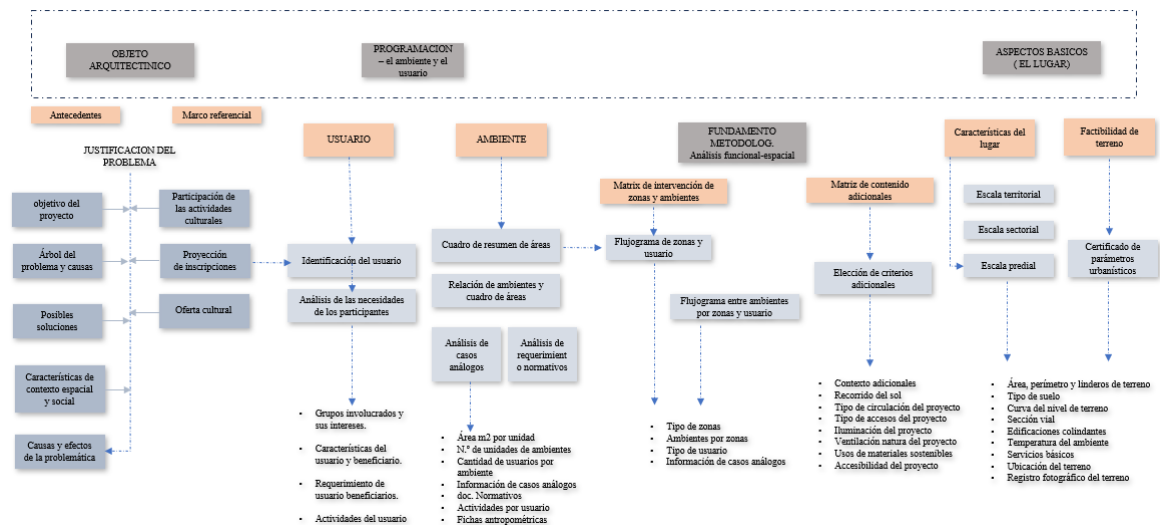 OBJETO
ARQUITECTINICO
PROGRAMACION
– el ambiente y el
usuario
ASPECTOS BASICOS
( EL LUGAR)
Antecedentes
Marco referencial
JUSTIFICACION DEL
PROBLEMA
objetivo del
proyecto
Participación de
las actividades
culturales
Árbol del
problema y causas
Proyección
de inscripciones
Posibles
soluciones
Oferta cultural
Características de
contexto espacial
y social
Causas y efectos
de la problemática
USUARIO
Identificación del usuario
Análisis de las necesidades
de los participantes
• Grupos involucrados y
sus intereses.
• Características del
usuario y beneficiario.
• Requerimiento de
usuario beneficiarios.
• Actividades del usuario
AMBIENTE
Cuadro de resumen de áreas
Relación de ambientes y
cuadro de áreas
Análisis de
casos
análogos
Análisis de
requerimient
o normativos
• Área m2 por unidad
• N.° de unidades de ambientes
• Cantidad de usuarios por
ambiente
• Información de casos análogos
• doc. Normativos
• Actividades por usuario
• Fichas antropométricas
FUNDAMENTO
METODOLOG.
Análisis funcional-espacial
Matrix de intervención de
zonas y ambientes
Flujograma de zonas y
usuario
Flujograma entre ambientes
por zonas y usuario
• Tipo de zonas
• Ambientes por zonas
• Tipo de usuario
• Información de casos análogos
Matriz de contenido
adicionales
Elección de criterios
adicionales
• Contexto adicionales
• Recorrido del sol
• Tipo de circulación del proyecto
• Tipo de accesos del proyecto
• Iluminación del proyecto
• Ventilación natura del proyecto
• Usos de materiales sostenibles
• Accesibilidad del proyecto
Características del
lugar
Escala territorial
Escala sectorial
Escala predial
Factibilidad de
terreno
Certificado de
parámetros
urbanísticos
• Área, perímetro y linderos de terreno
• Tipo de suelo
• Curva del nivel de terreno
• Sección vial
• Edificaciones colindantes
• Temperatura del ambiente
• Servicios básicos
• Ubicación del terreno
• Registro fotográfico del terreno